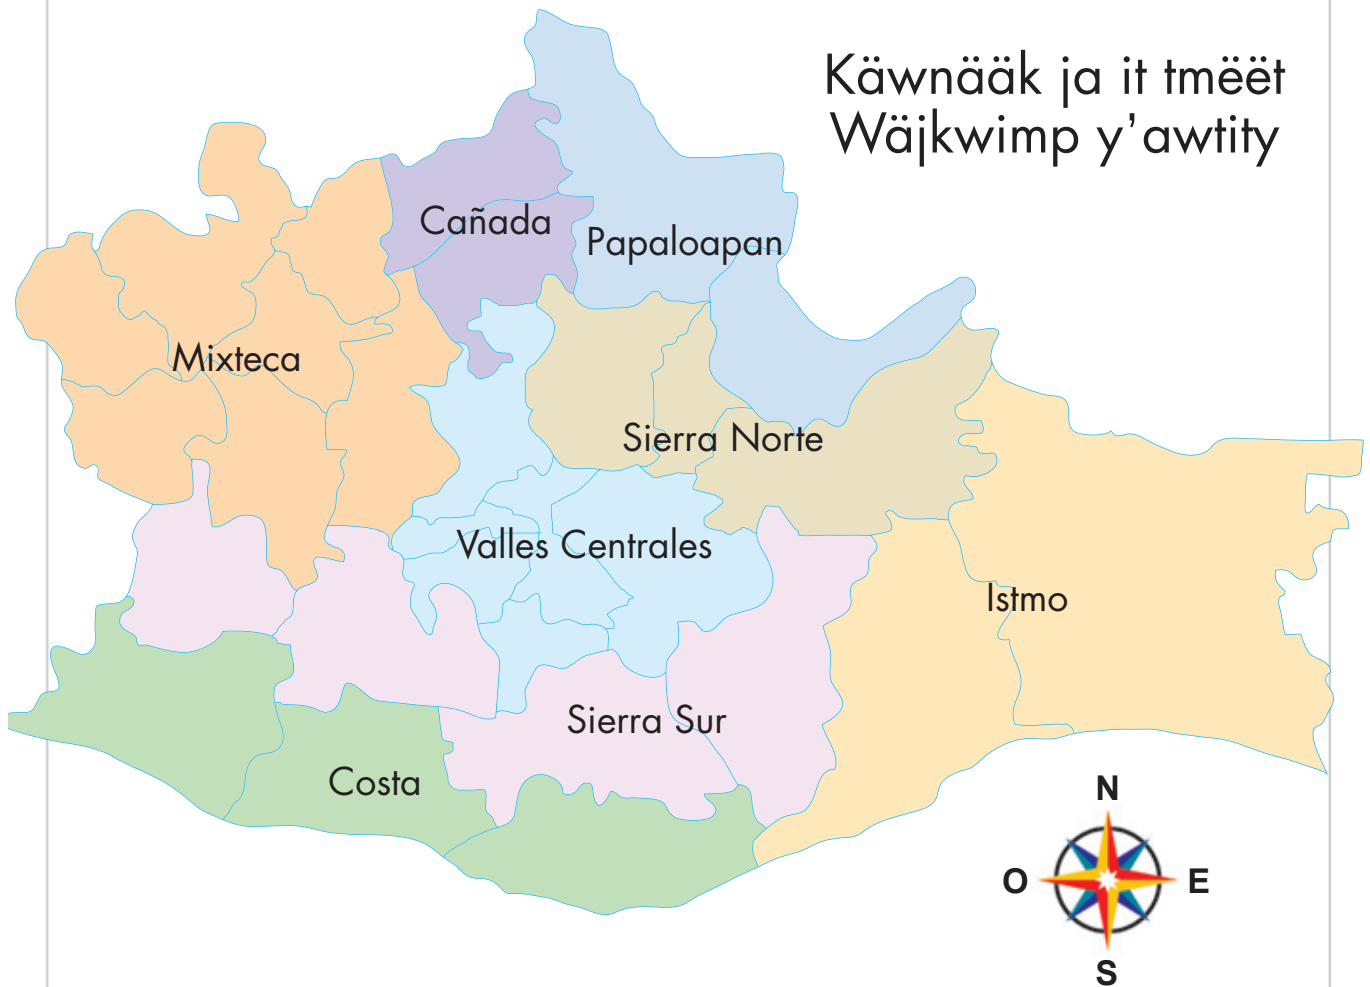 Käwnääk ja it tmëët
Wäjkwimp y’awtity
Cañada
Papaloapan
Mixteca
Sierra Norte
Valles Centrales
Istmo
Sierra Sur
Costa
N
O
E
S